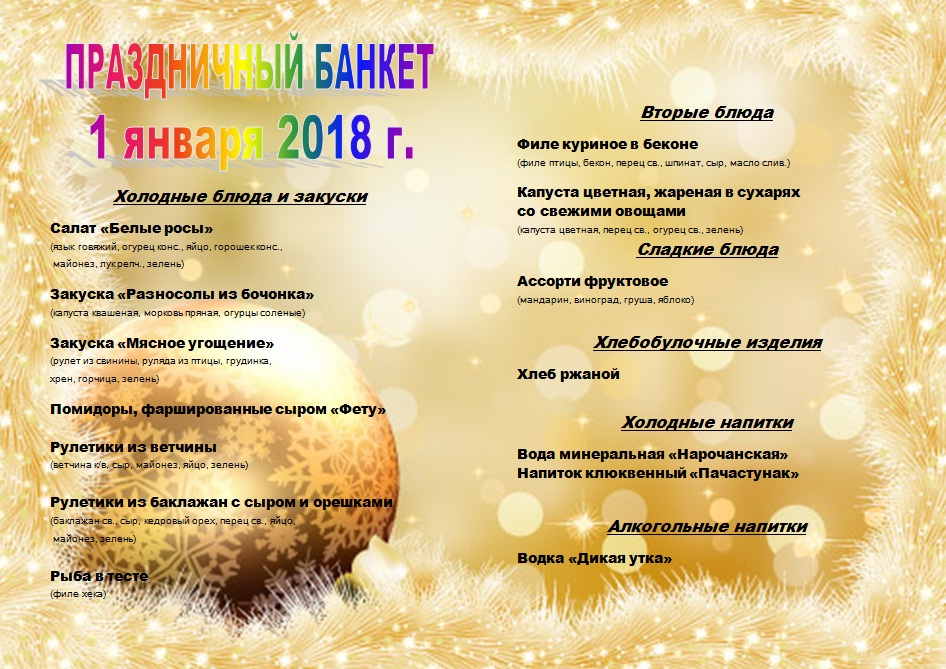 ПРАЗДНИЧНЫЙ БАНКЕТ
1 января 2018 г.
Холодные блюда и закуски
Салат «Белые росы»
(язык говяжий, огурец конс., яйцо, горошек конс.,
майонез, лук репч., зелень)
Закуска «Разносолы из бочонка»
(капуста квашеная, морковь пряная, огурцы соленые)
Закуска «Мясное угощение»
(рулет из свинины, руляда из птицы, грудинка,
хрен, горчица, зелень)
Помидоры, фаршированные сыром «Фету»
Рулетики из ветчины
(ветчина к/в, сыр, майонез, яйцо, зелень)
Рулетики из баклажан с сыром и орешками
(баклажан св., сыр, кедровый орех, перец св., яйцо,
майонез, зелень)
Рыба в тесте
(филе хека)
Вторые блюда
Филе куриное в беконе
(филе птицы, бекон, перец св., шпинат, сыр, масло слив.)
Капуста цветная, жареная в сухарях
со свежими овощами
(капуста цветная, перец св., огурец св., зелень)
Сладкие блюда
Ассорти фруктовое
(мандарин, виноград, груша, яблоко)
Хлебобулочные изделия
Хлеб ржаной
Холодные напитки
Вода минеральная «Нарочанская»
Напиток клюквенный «Пачастунак»
Алкогольные напитки
Водка «Дикая утка»